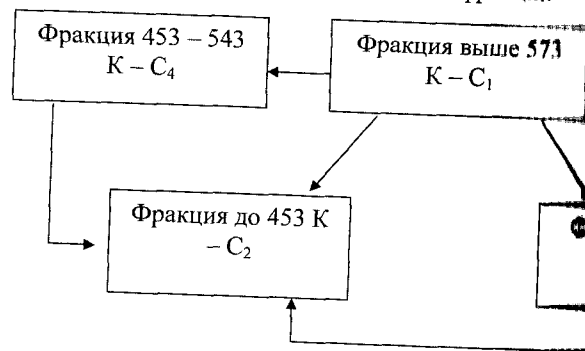 Фракция 453 – 543
К – С₄
Фракция выше 573
К – С₁
Фракция до 453 К
– С₂